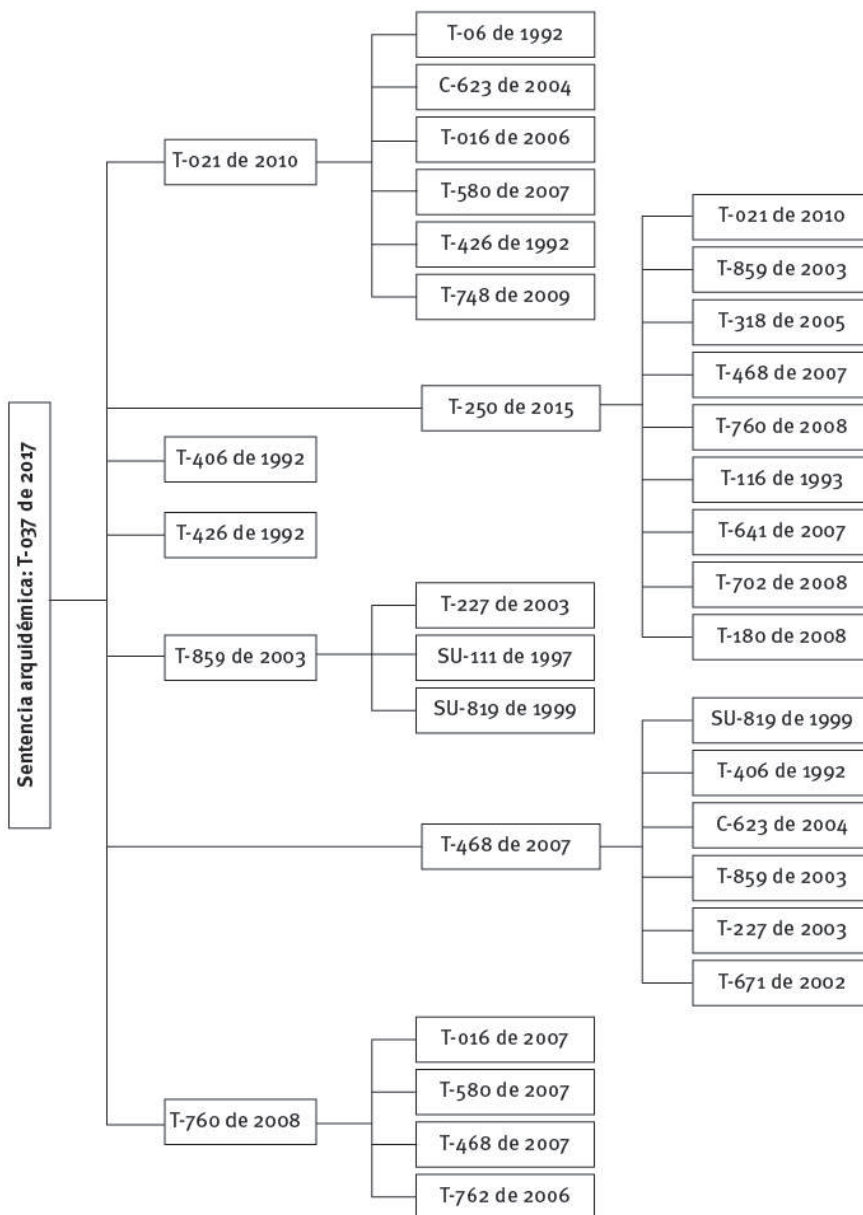 Sentencia arquidémica: T-037 de 2017
T-021 de 2010
T-06 de 1992
C-623 de 2004
T-016 de 2006
T-580 de 2007
T-426 de 1992
T-748 de 2009
T-250 de 2015
T-021 de 2010
T-859 de 2003
T-318 de 2005
T-468 de 2007
T-760 de 2008
T-116 de 1993
T-641 de 2007
T-702 de 2008
T-180 de 2008
T-406 de 1992
T-426 de 1992
T-859 de 2003
T-227 de 2003
SU-111 de 1997
SU-819 de 1999
T-468 de 2007
SU-819 de 1999
T-406 de 1992
C-623 de 2004
T-859 de 2003
T-227 de 2003
T-671 de 2002
T-760 de 2008
T-016 de 2007
T-580 de 2007
T-468 de 2007
T-762 de 2006